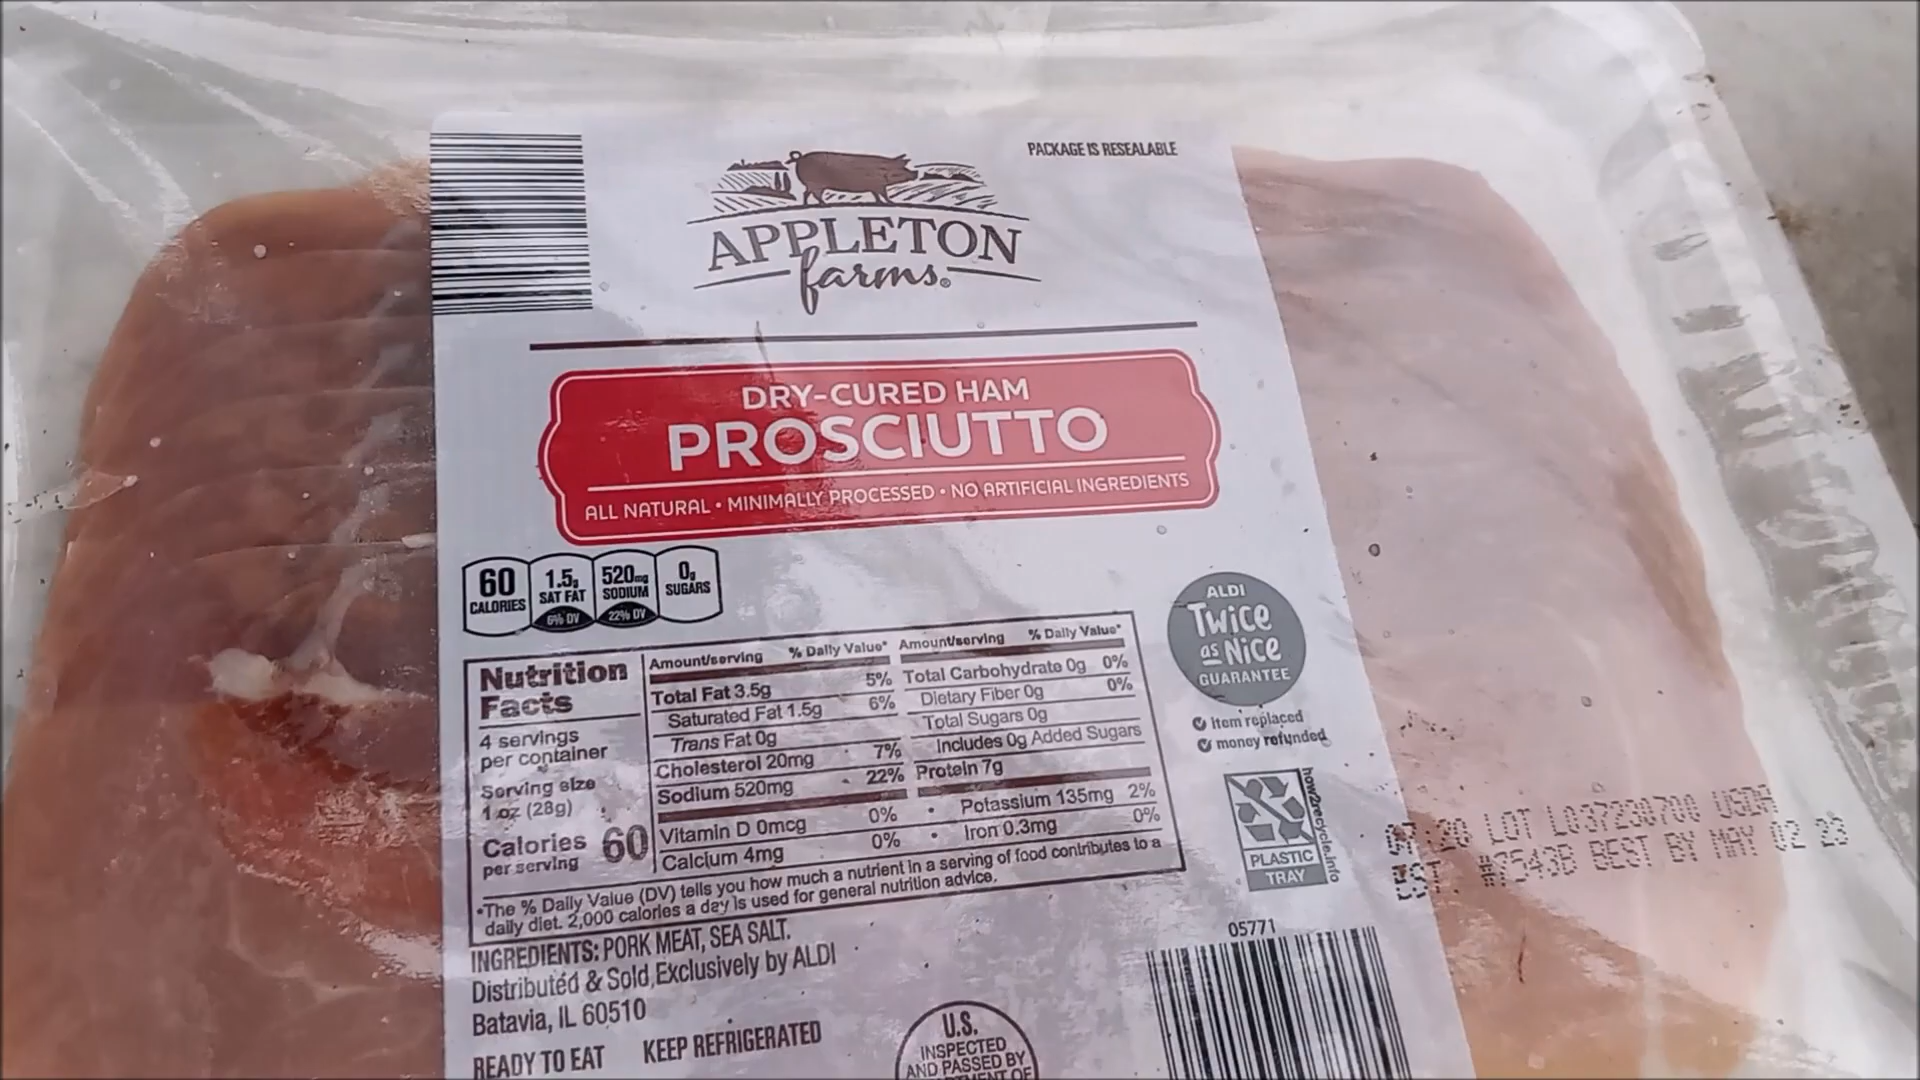 PACKAGE IS RESEALABLE
APPLETON
farms®
DRY-CURED HAM
PROSCIUTTO
ALL NATURAL • MINIMALLY PROCESSED • NO ARTIFICIAL INGREDIENTS
60 CALORIES
1.5g SAT FAT 6% DV
520mg SODIUM 22% DV
0g SUGARS
Nutrition
Facts
4 servings
per container
Serving size
1 oz (28g)
Calories 60
per serving
Amount/serving % Daily Value*
Total Fat 3.5g 5%
Saturated Fat 1.5g 6%
Trans Fat 0g
Cholesterol 20mg 7%
Sodium 520mg 22%
Amount/serving % Daily Value*
Total Carbohydrate 0g 0%
Dietary Fiber 0g 0%
Total Sugars 0g
Includes 0g Added Sugars
Protein 7g
Vitamin D 0mcg 0% • Potassium 135mg 2%
Calcium 4mg 0% • Iron 0.3mg 0%
*The % Daily Value (DV) tells you how much a nutrient in a serving of food contributes to a
daily diet. 2,000 calories a day is used for general nutrition advice.
INGREDIENTS: PORK MEAT, SEA SALT.
Distributed & Sold Exclusively by ALDI
Batavia, IL 60510
READY TO EAT KEEP REFRIGERATED
ALDI
Twice
as Nice
GUARANTEE
Item replaced
money refunded
how2recycle.info
PLASTIC
TRAY
LOT L037230700 USDA
EST. #7543B BEST BY MAY 02 23
05771
U.S.
INSPECTED
AND PASSED BY